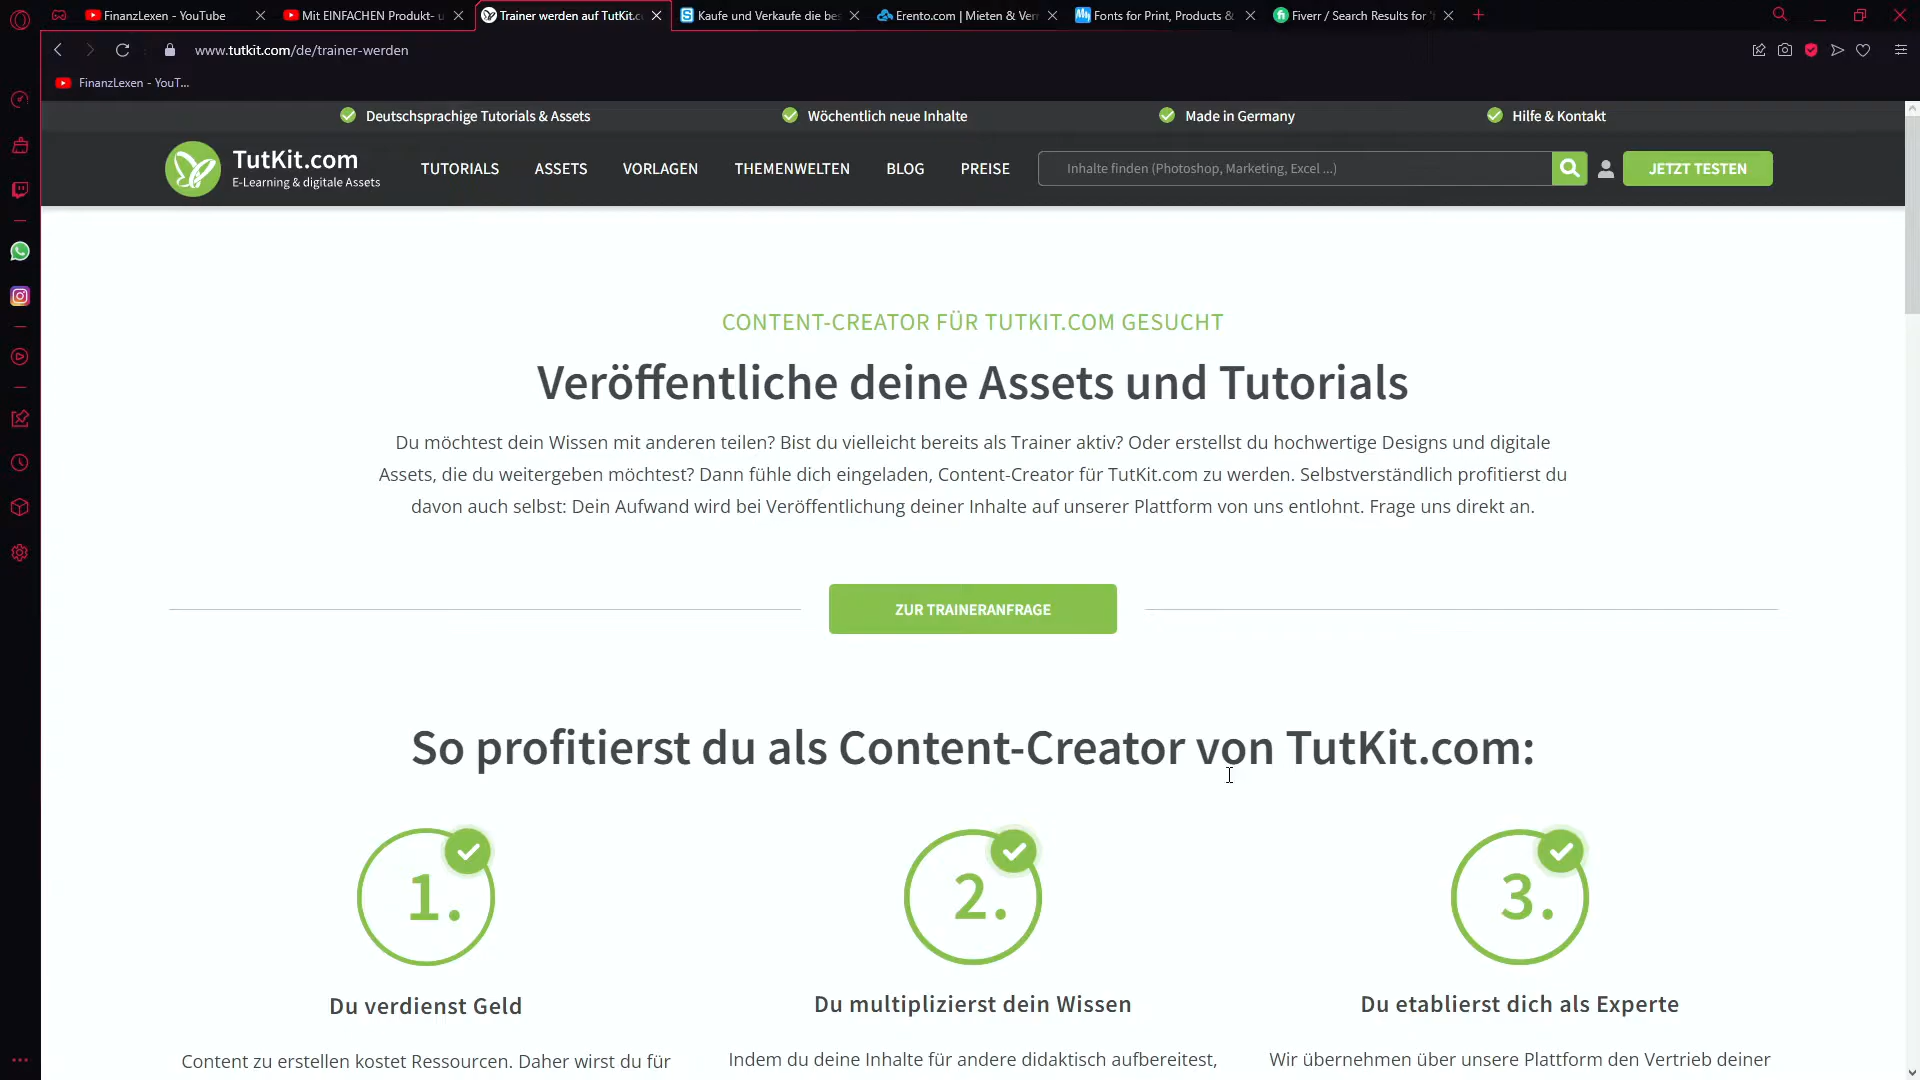 FinanzLexen - YouTube
Mit EINFACHEN Produkt- u
Trainer werden auf TutKit.c
Kaufe und Verkaufe die bes
Erento.com | Mieten & Ver
Fonts for Print, Products &
Fiverr / Search Results for '
www.tutkit.com/de/trainer-werden
FinanzLexen - YouT...
Deutschsprachige Tutorials & Assets
Wöchentlich neue Inhalte
Made in Germany
Hilfe & Kontakt
TutKit.com
E-Learning & digitale Assets
TUTORIALS
ASSETS
VORLAGEN
THEMENWELTEN
BLOG
PREISE
Inhalte finden (Photoshop, Marketing, Excel ...)
JETZT TESTEN
CONTENT-CREATOR FÜR TUTKIT.COM GESUCHT
Veröffentliche deine Assets und Tutorials
Du möchtest dein Wissen mit anderen teilen? Bist du vielleicht bereits als Trainer aktiv? Oder erstellst du hochwertige Designs und digitale
Assets, die du weitergeben möchtest? Dann fühle dich eingeladen, Content-Creator für TutKit.com zu werden. Selbstverständlich profitierst du
davon auch selbst: Dein Aufwand wird bei Veröffentlichung deiner Inhalte auf unserer Plattform von uns entlohnt. Frage uns direkt an.
ZUR TRAINERANFRAGE
So profitierst du als Content-Creator von TutKit.com:
1.
2.
3.
Du verdienst Geld
Du multiplizierst dein Wissen
Du etablierst dich als Experte
Content zu erstellen kostet Ressourcen. Daher wirst du für
Indem du deine Inhalte für andere didaktisch aufbereitest,
Wir übernehmen über unsere Plattform den Vertrieb deiner